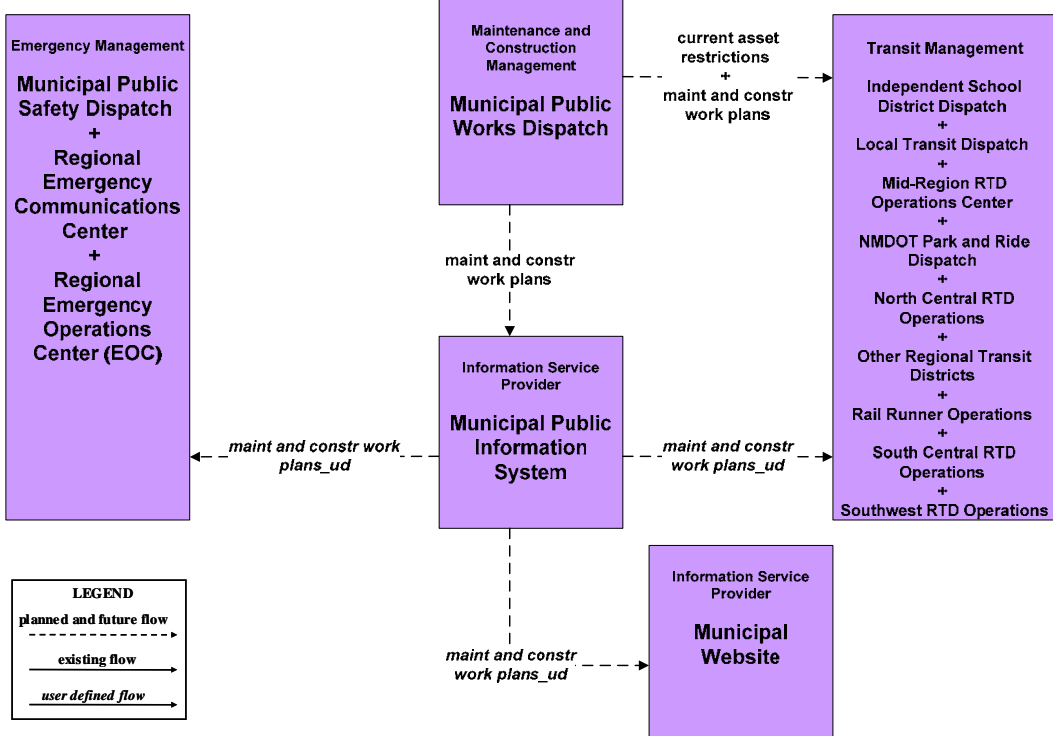 Emergency Management
Municipal Public
Safety Dispatch
+
Regional
Emergency
Communications
Center
+
Regional
Emergency
Operations
Center (EOC)
Maintenance and
Construction
Management
Municipal Public
Works Dispatch
current asset
restrictions
+
maint and constr
work plans
Transit Management
Independent School
District Dispatch
+
Local Transit Dispatch
+
Mid-Region RTD
Operations Center
+
NMDOT Park and Ride
Dispatch
+
North Central RTD
Operations
+
Other Regional Transit
Districts
+
Rail Runner Operations
+
South Central RTD
Operations
+
Southwest RTD Operations
maint and constr
work plans
Information Service
Provider
Municipal Public
Information
System
maint and constr work
plans_ud
maint and constr
work plans_ud
maint and constr
work plans_ud
Information Service
Provider
Municipal
Website
LEGEND
planned and future flow
existing flow
user defined flow